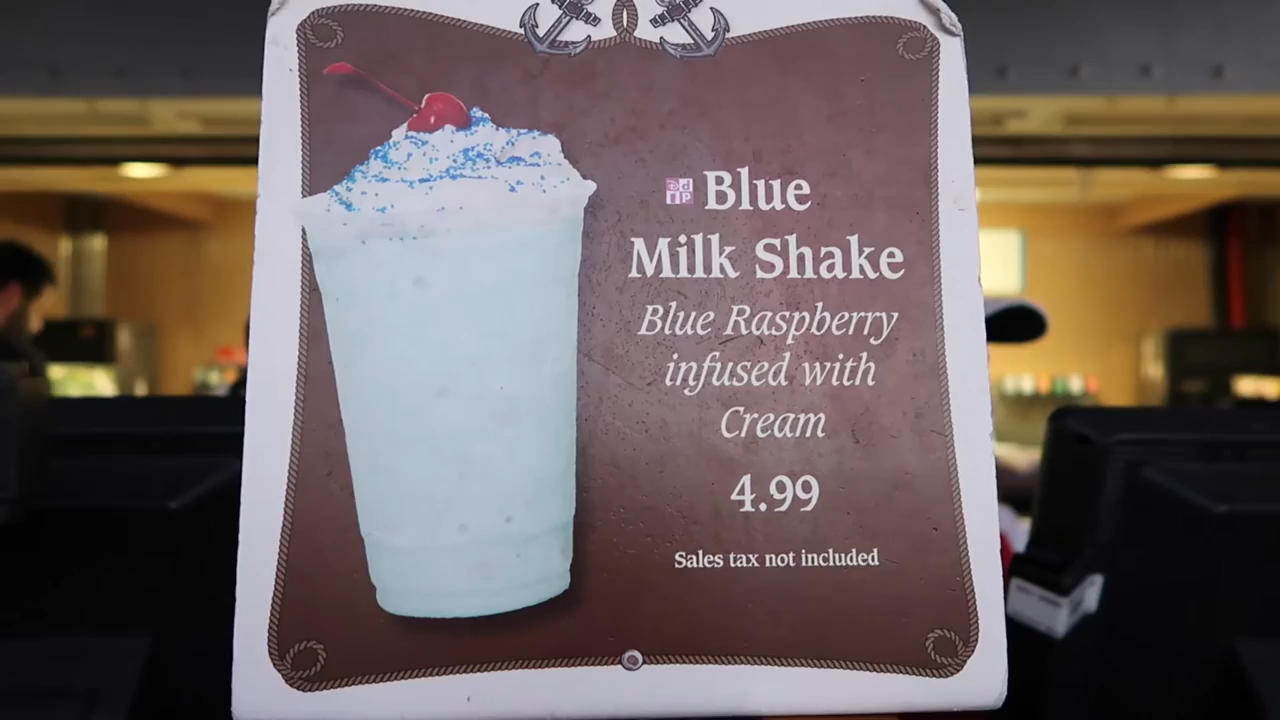 Blue
Milk Shake
Blue Raspberry
infused with
Cream
4.99
Sales tax not included